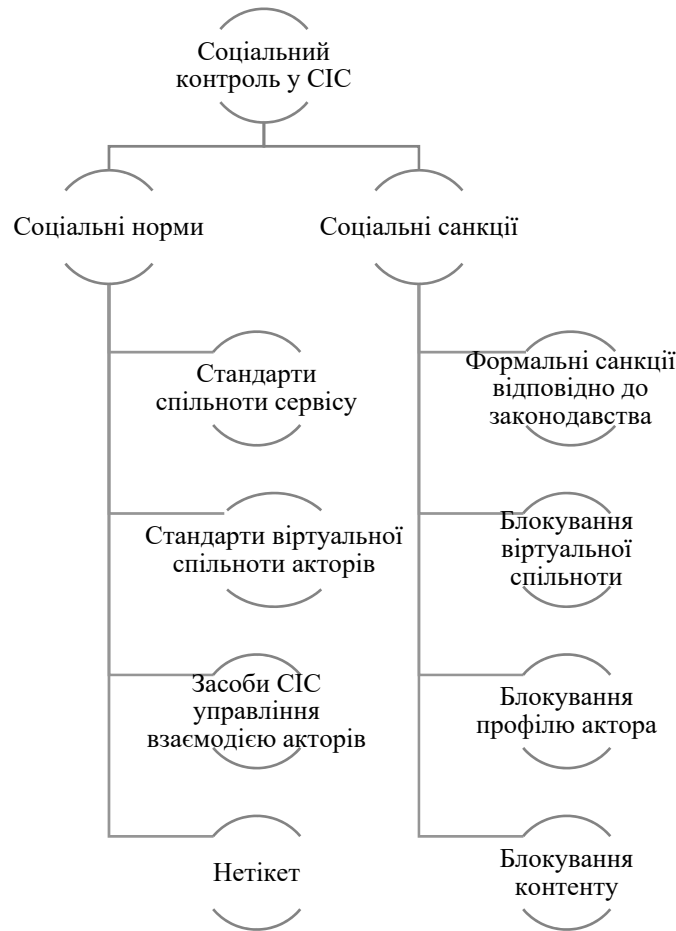 Соціальний
контроль у СІС
Соціальні норми
Стандарти
спільноти сервісу
Стандарти віртуальної
спільноти акторів
Засоби СІС
управління
взаємодією акторів
Нетікет
Соціальні санкції
Формальні санкції
відповідно до
законодавства
Блокування
віртуальної
спільноти
Блокування
профілю актора
Блокування
контенту